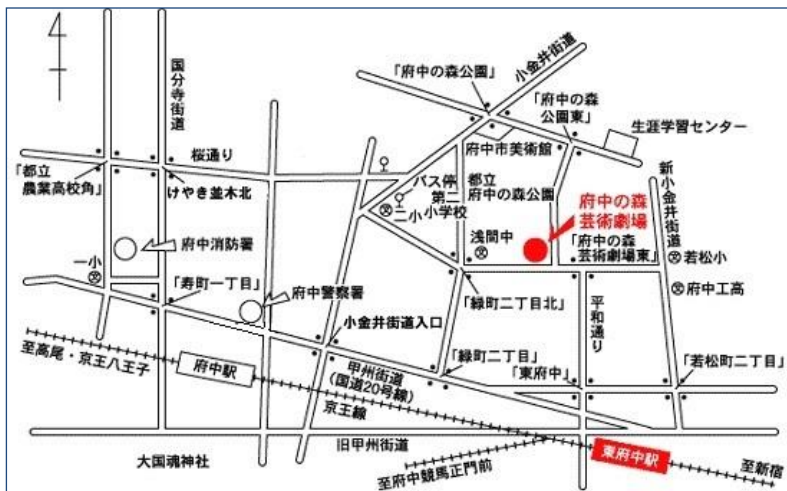 国分寺街道
「府中の森公園」
小金井街道
「府中の森
公園東」
生涯学習センター
桜通り
府中市美術館
「都立
農業高校角」
けやき並木北
バス停
第二
小学校
二小
都立
府中の森公園
新小金井街道
府中の森
芸術劇場
浅間中
「府中の森
芸術劇場東」
若松小
府中消防署
一小
「寿町一丁目」
府中警察署
「緑町二丁目北」
平和通り
府中工高
小金井街道入口
至高尾・京王八王子
府中駅
甲州街道
(国道20号線)
「緑町二丁目」
「東府中」
「若松町二丁目」
京王線
旧甲州街道
大国魂神社
至府中競馬正門前
東府中駅
至新宿